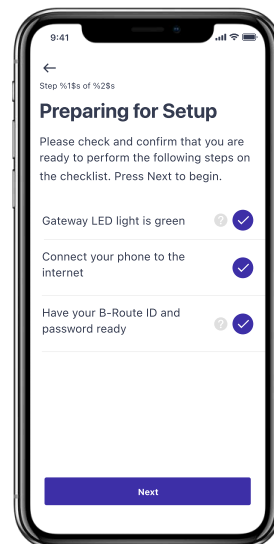 9:41
Step %1$s of %2$s
Preparing for Setup
Please check and confirm that you are
ready to perform the following steps on
the checklist. Press Next to begin.
Gateway LED light is green
?
Connect your phone to the
internet
Have your B-Route ID and
password ready
?
Next